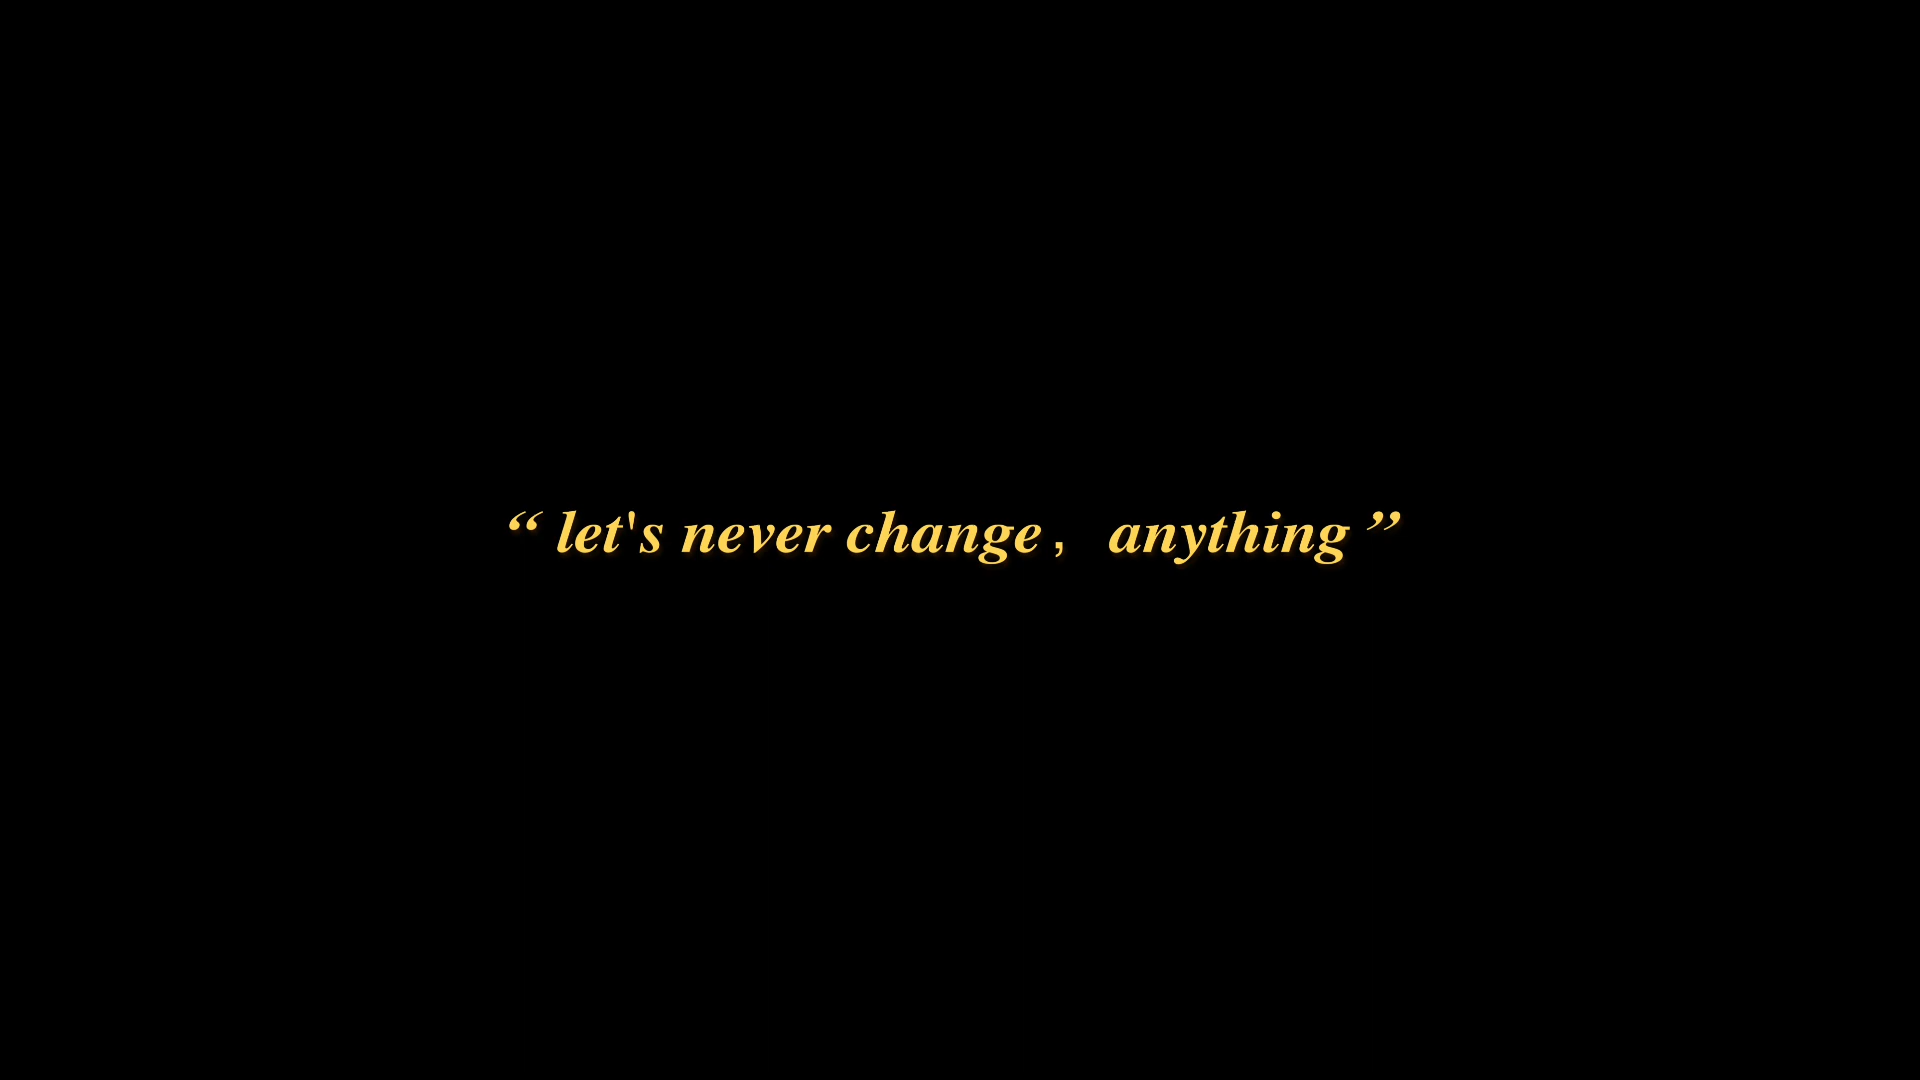 “ let's never change， anything ”